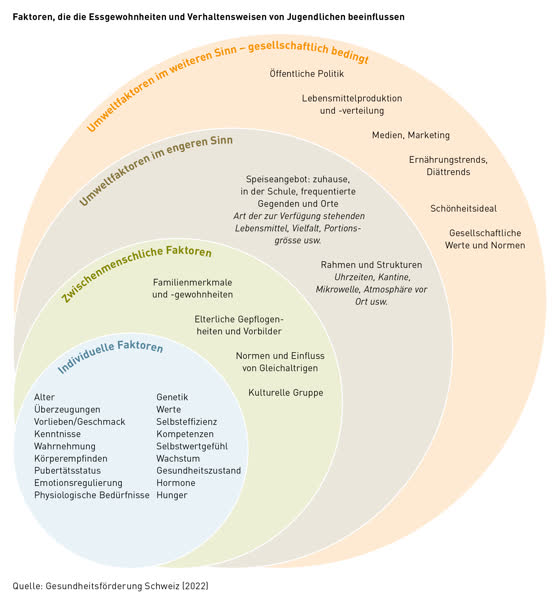 Faktoren, die die Essgewohnheiten und Verhaltensweisen von Jugendlichen beeinflussen
Umweltfaktoren im weiteren Sinn – gesellschaftlich bedingt
Öffentliche Politik
Lebensmittelproduktion
und -verteilung
Medien, Marketing
Ernährungstrends,
Diättrends
Schönheitsideal
Gesellschaftliche
Werte und Normen
Umweltfaktoren im engeren Sinn
Speiseangebot: zuhause,
in der Schule, frequentierte
Gegenden und Orte
Art der zur Verfügung stehenden
Lebensmittel, Vielfalt, Portions-
grösse usw.
Rahmen und Strukturen
Uhrzeiten, Kantine,
Mikrowelle, Atmosphäre vor
Ort usw.
Zwischenmenschliche Faktoren
Familienmerkmale
und -gewohnheiten
Elterliche Gepflogen-
heiten und Vorbilder
Normen und Einfluss
von Gleichaltrigen
Kulturelle Gruppe
Individuelle Faktoren
Alter
Überzeugungen
Vorlieben/Geschmack
Kenntnisse
Wahrnehmung
Körperempfinden
Pubertätsstatus
Emotionsregulierung
Physiologische Bedürfnisse
Genetik
Werte
Selbsteffizienz
Kompetenzen
Selbstwertgefühl
Wachstum
Gesundheitszustand
Hormone
Hunger
Quelle: Gesundheitsförderung Schweiz (2022)